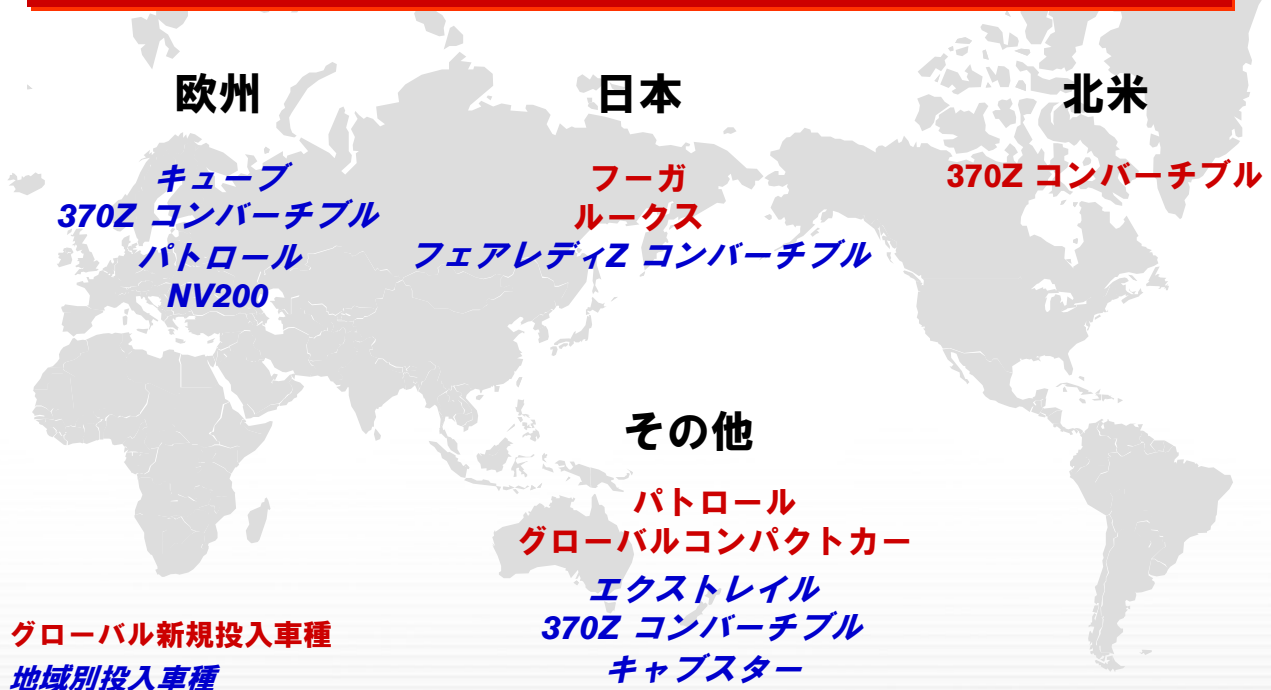 欧州
キューブ
370Z コンバーチブル
パトロール
NV200
日本
フーガ
ルークス
フェアレディZ コンバーチブル
北米
370Z コンバーチブル
その他
パトロール
グローバルコンパクトカー
エクストレイル
370Z コンバーチブル
キャブスター
グローバル新規投入車種
地域別投入車種